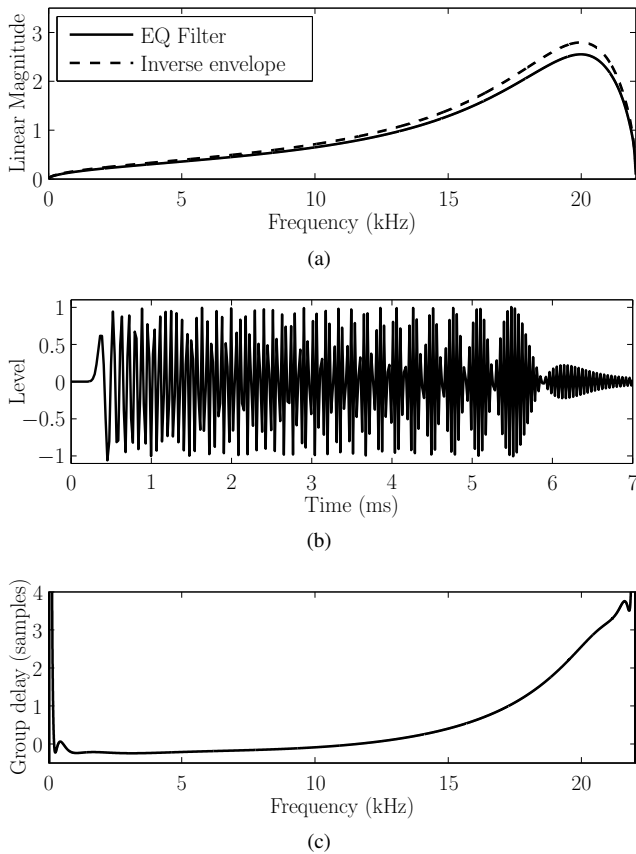 3
2
1
0
Linear Magnitude
EQ Filter
Inverse envelope
0 5 10 15 20
Frequency (kHz)
(a)
1
0.5
0
−0.5
−1
Level
0 1 2 3 4 5 6 7
Time (ms)
(b)
4
3
2
1
0
Group delay (samples)
0 5 10 15 20
Frequency (kHz)
(c)